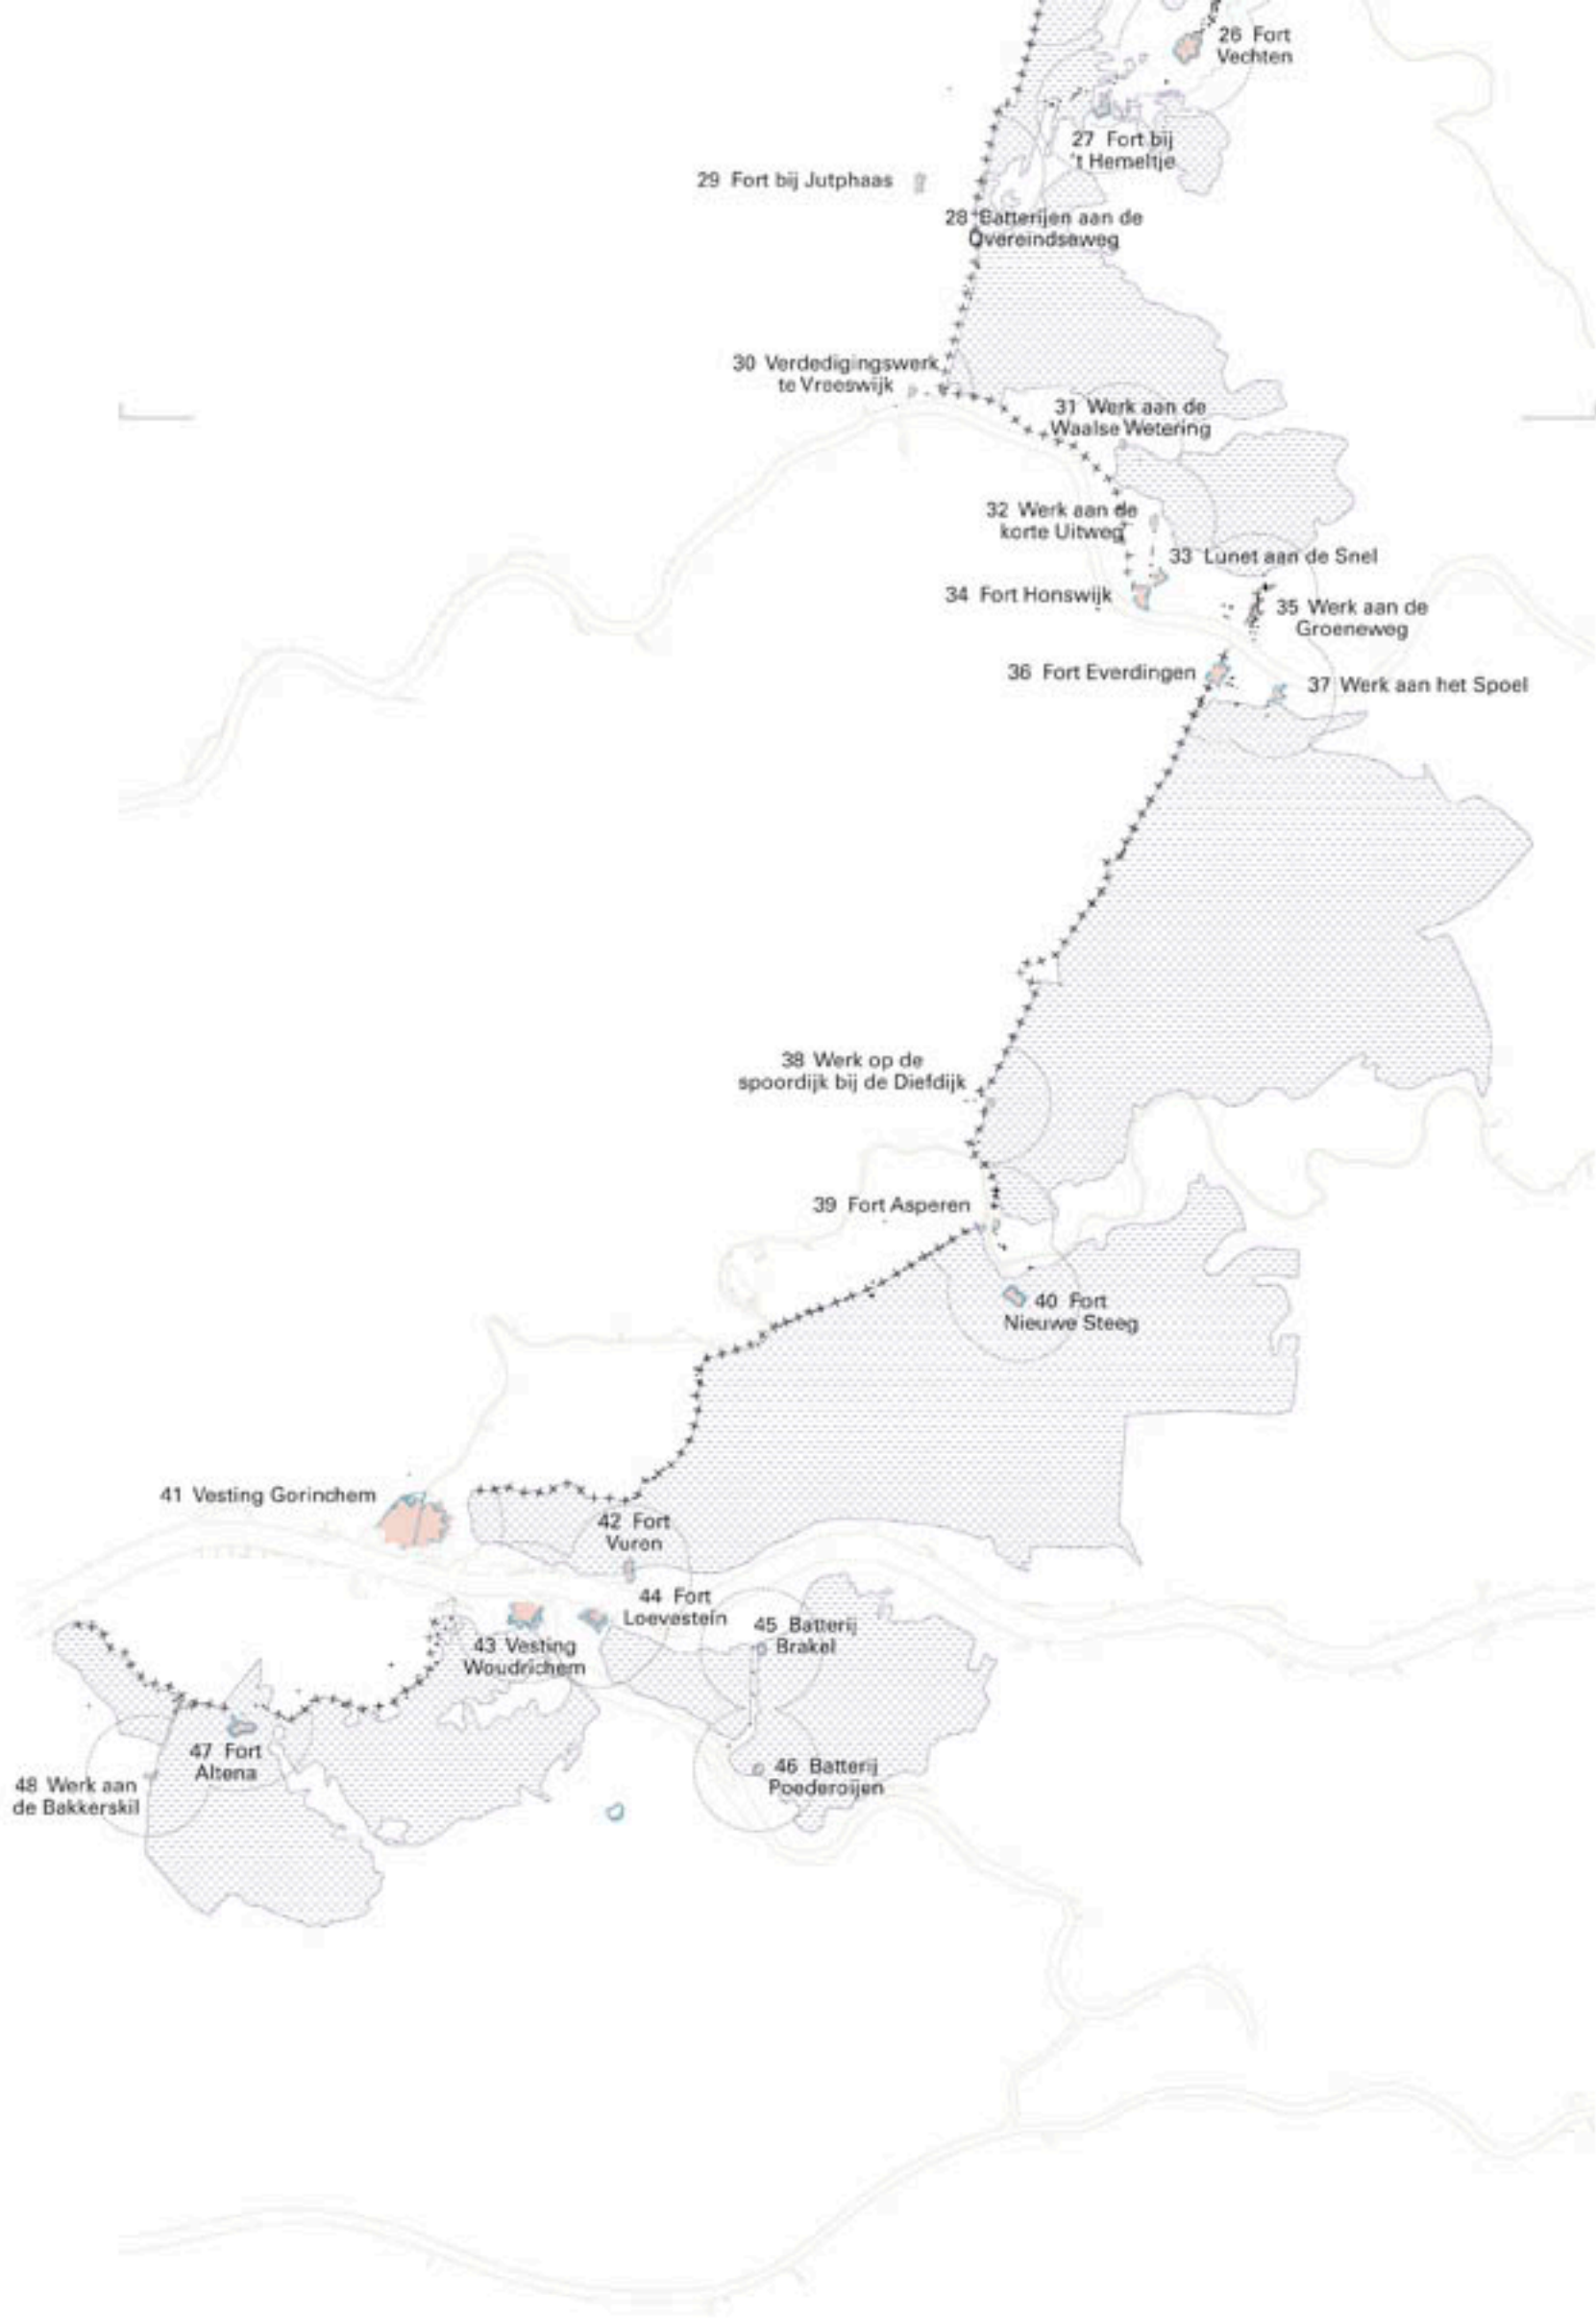 26 Fort
Vechten
27 Fort bij
't Hemeltje
29 Fort bij Jutphaas
28 Batterijen aan de
Overeindseweg
30 Verdedigingswerk
te Vreeswijk
31 Werk aan de
Waalse Wetering
32 Werk aan de
korte Uitweg
33 Lunet aan de Snel
34 Fort Honswijk
35 Werk aan de
Groeneweg
36 Fort Everdingen
37 Werk aan het Spoel
38 Werk op de
spoordijk bij de Diefdijk
39 Fort Asperen
40 Fort
Nieuwe Steeg
41 Vesting Gorinchem
42 Fort
Vuren
44 Fort
Loevestein
45 Batterij
Brakel
43 Vesting
Woudrichem
47 Fort
Altena
46 Batterij
Poederoijen
48 Werk aan
de Bakkerskil